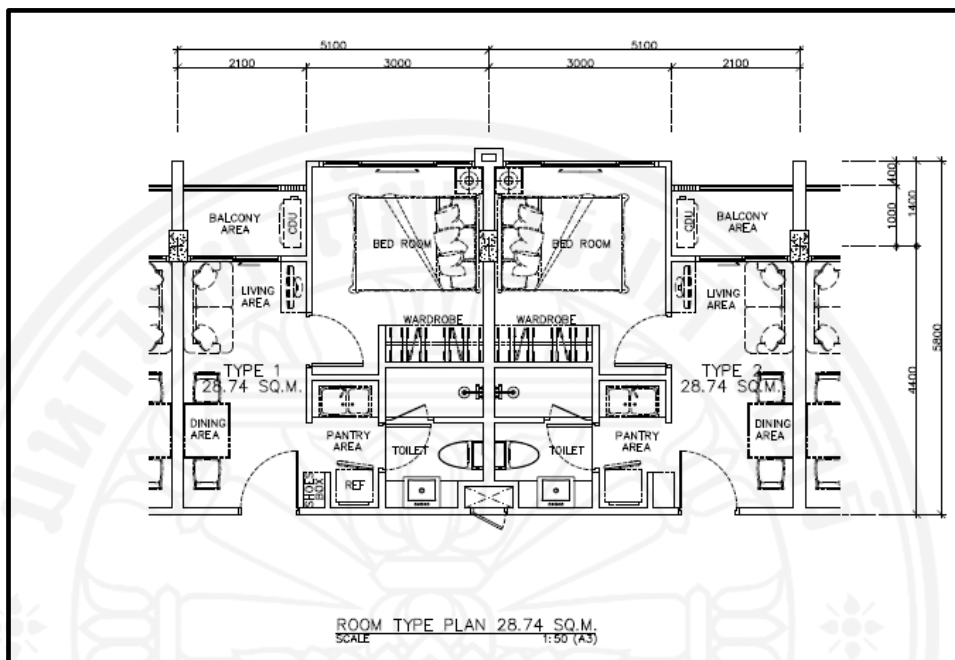 5100 5100
2100 3000 3000 2100
400
1000
1400
5800
4400
BALCONY
AREA
CDU
BED ROOM
BED ROOM
CDU
BALCONY
AREA
LIVING
AREA
WARDROBE
WARDROBE
LIVING
AREA
TYPE 1
28.74 SQ.M.
TYPE 2
28.74 SQ.M.
DINING
AREA
PANTRY
AREA
TOILET
TOILET
PANTRY
AREA
DINING
AREA
SHOES
BOX
REF
ROOM TYPE PLAN 28.74 SQ.M.
SCALE 1:50 (A3)